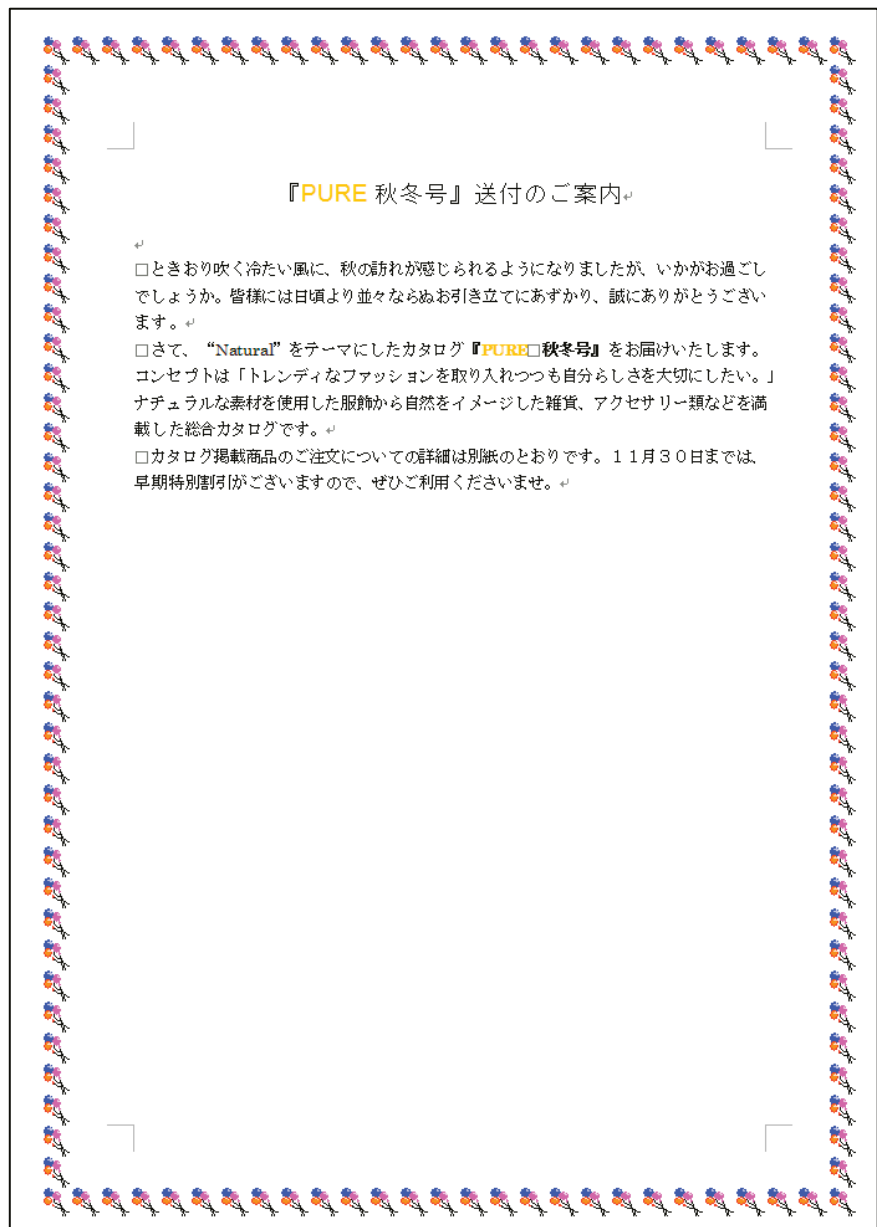 『PURE 秋冬号』送付のご案内↵
↵
□ときおり吹く冷たい風に、秋の訪れが感じられるようになりましたが、いかがお過ごし
でしょうか。皆様には日頃より並々ならぬお引き立てにあずかり、誠にありがとうござい
ます。↵
□さて、“Natural”をテーマにしたカタログ『PURE□秋冬号』をお届けいたします。
コンセプトは「トレンディなファッションを取り入れつつも自分らしさを大切にしたい。」
ナチュラルな素材を使用した服飾から自然をイメージした雑貨、アクセサリー類などを満
載した総合カタログです。↵
□カタログ掲載商品のご注文についての詳細は別紙のとおりです。11月30日までは、
早期特別割引がございますので、ぜひご利用くださいませ。↵